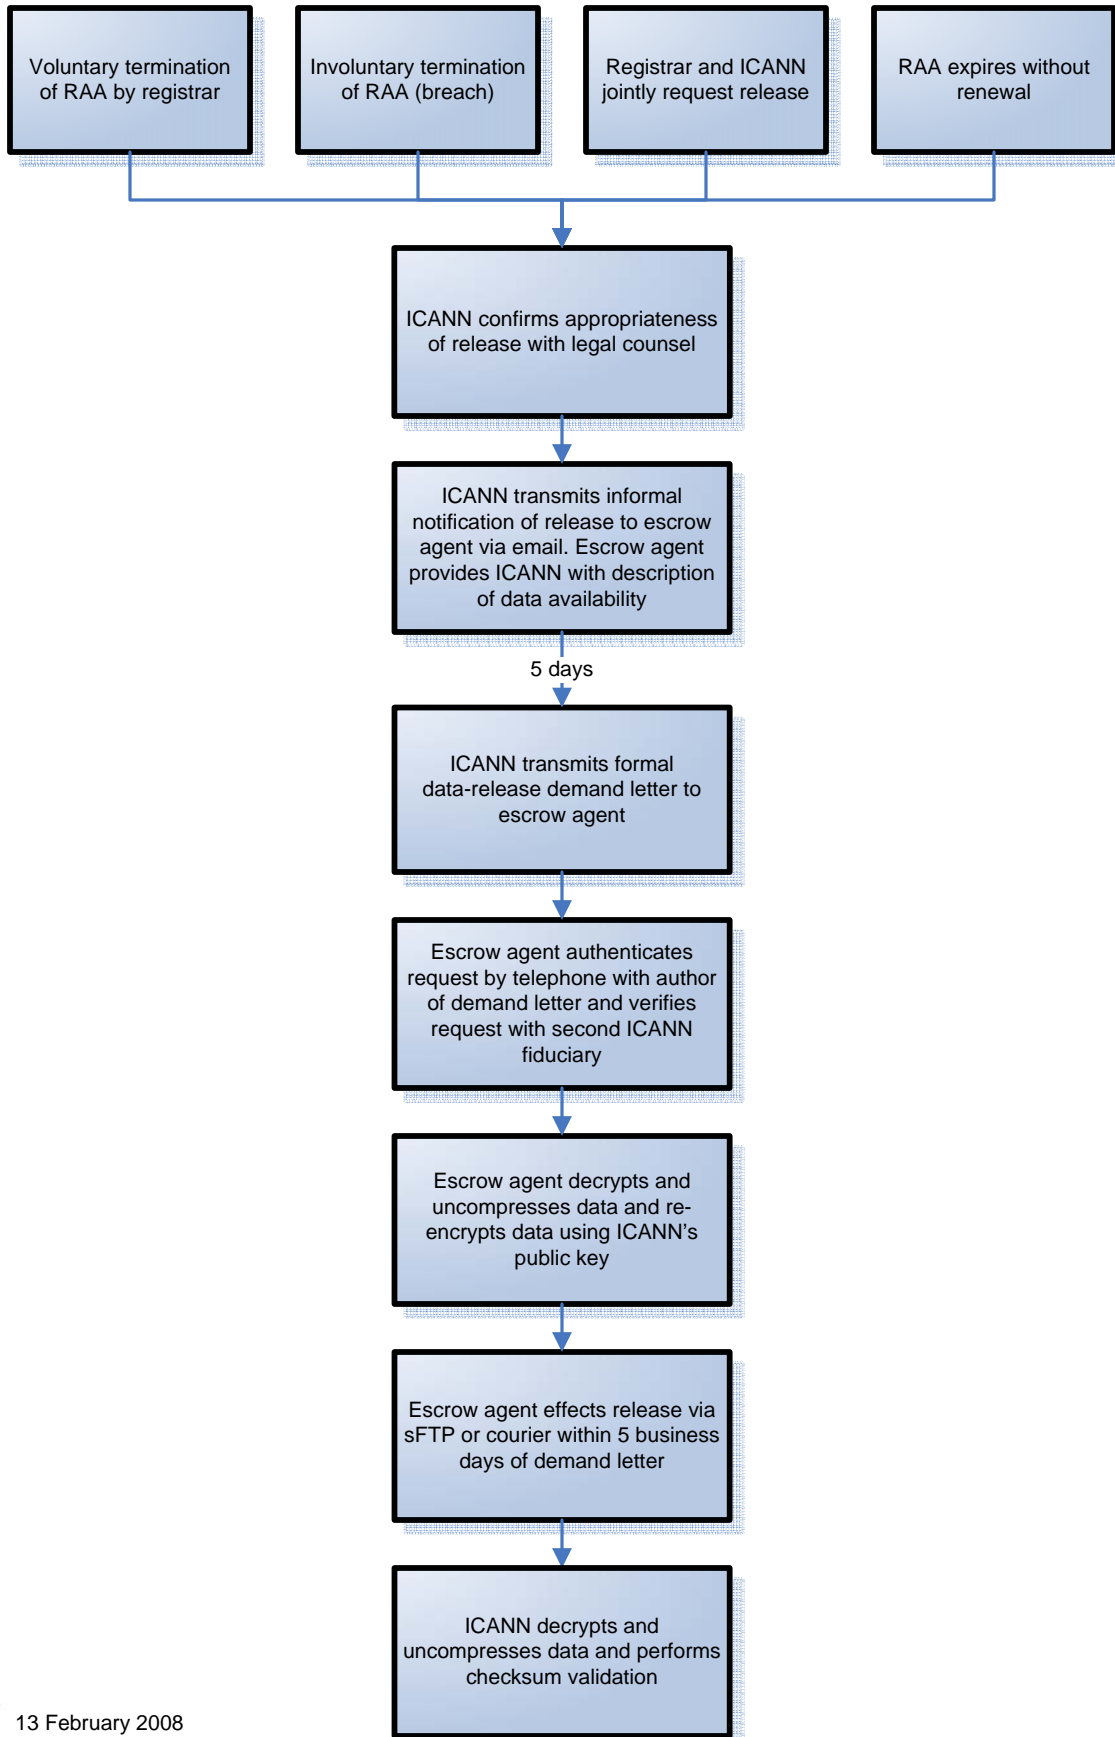 Voluntary termination
of RAA by registrar
Involuntary termination
of RAA (breach)
Registrar and ICANN
jointly request release
RAA expires without
renewal
ICANN confirms appropriateness
of release with legal counsel
ICANN transmits informal
notification of release to escrow
agent via email. Escrow agent
provides ICANN with description
of data availability
5 days
ICANN transmits formal
data-release demand letter to
escrow agent
Escrow agent authenticates
request by telephone with author
of demand letter and verifies
request with second ICANN
fiduciary
Escrow agent decrypts and
uncompresses data and re-
encrypts data using ICANN’s
public key
Escrow agent effects release via
sFTP or courier within 5 business
days of demand letter
ICANN decrypts and
uncompresses data and performs
checksum validation
13 February 2008